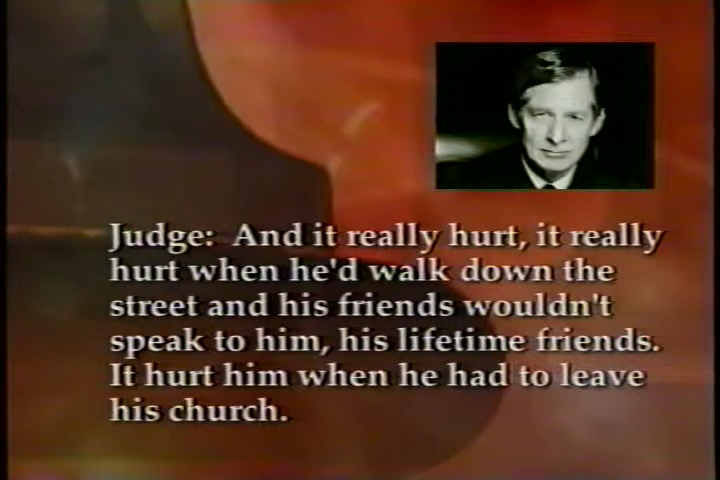 Judge:  And it really hurt, it really
hurt when he'd walk down the
street and his friends wouldn't
speak to him, his lifetime friends.
It hurt him when he had to leave
his church.